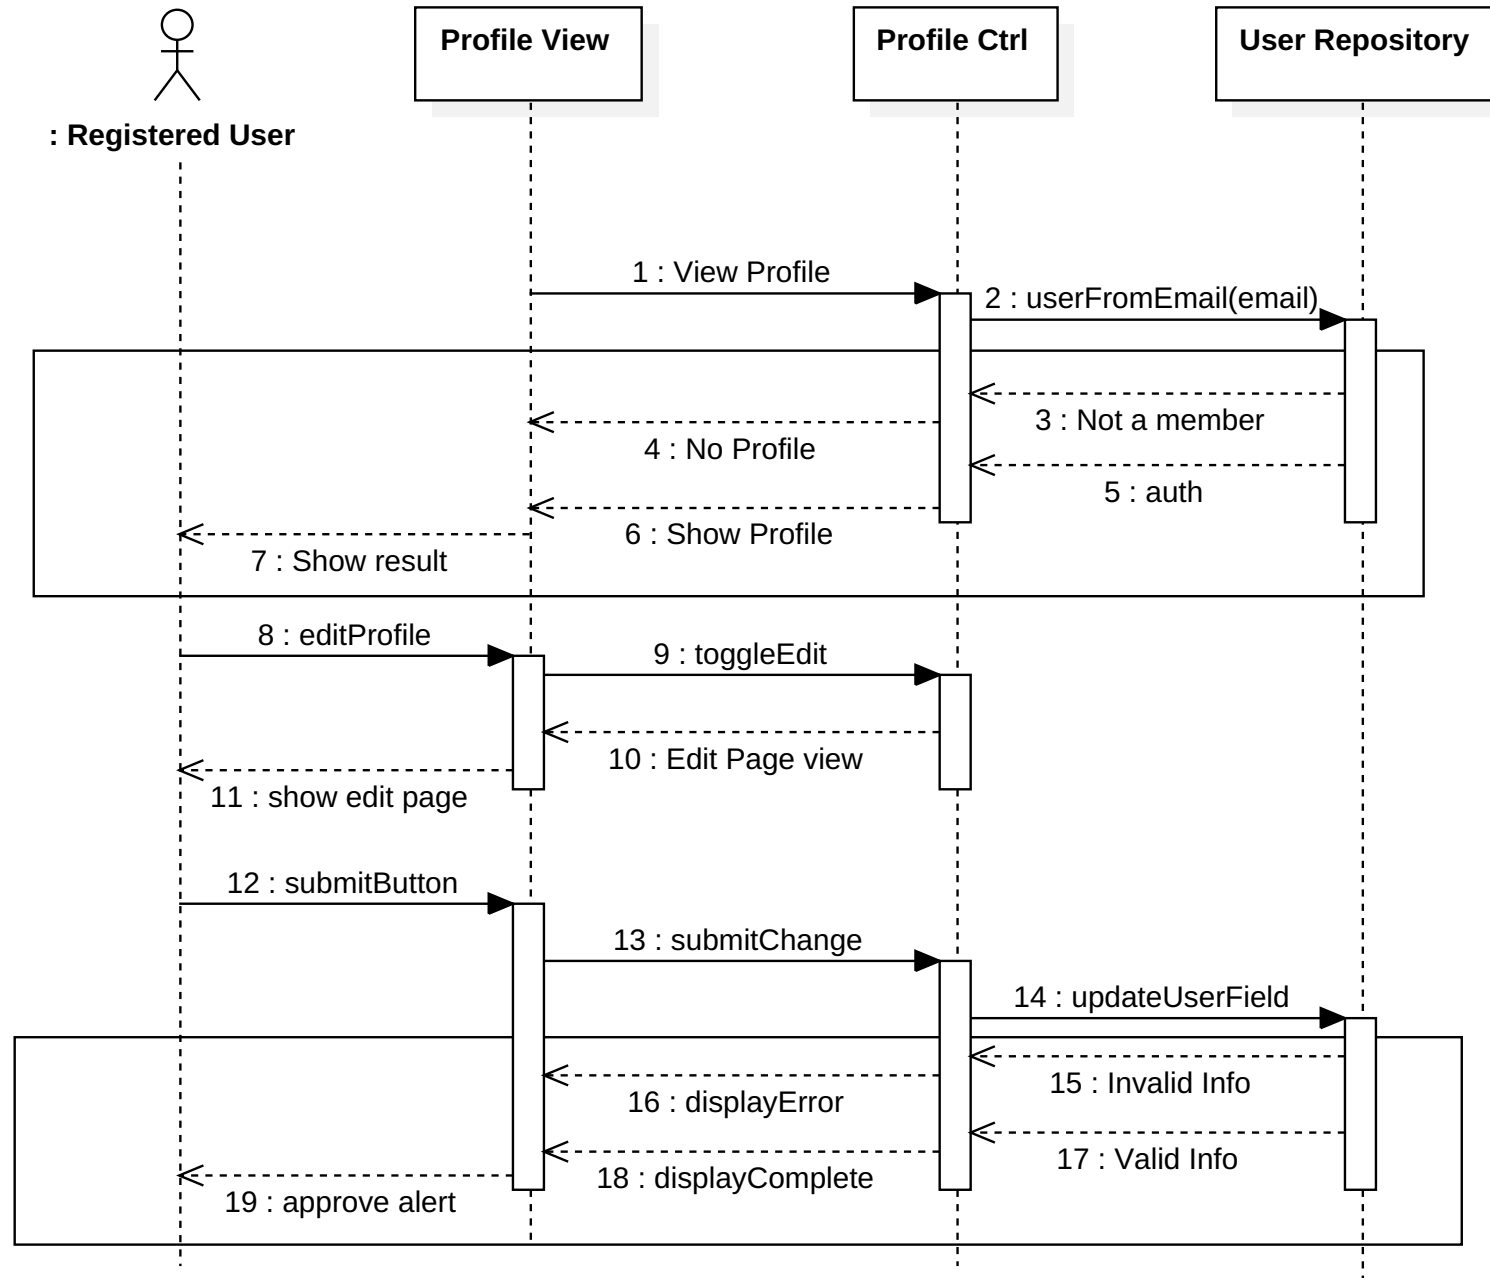 Profile View
Profile Ctrl
User Repository
: Registered User
1 : View Profile
2 : userFromEmail(email)
3 : Not a member
4 : No Profile
5 : auth
6 : Show Profile
7 : Show result
8 : editProfile
9 : toggleEdit
10 : Edit Page view
11 : show edit page
12 : submitButton
13 : submitChange
14 : updateUserField
15 : Invalid Info
16 : displayError
17 : Valid Info
18 : displayComplete
19 : approve alert